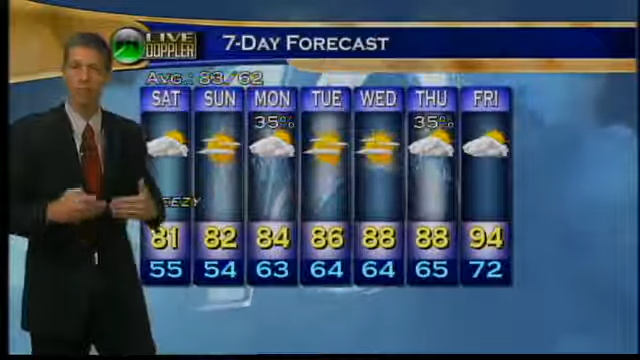 LIVE
DOPPLER
7-DAY FORECAST
AVG.: 83/62
SAT SUN MON TUE WED THU FRI
35% 35%
EEZY
81 82 84 86 88 88 94
55 54 63 64 64 65 72